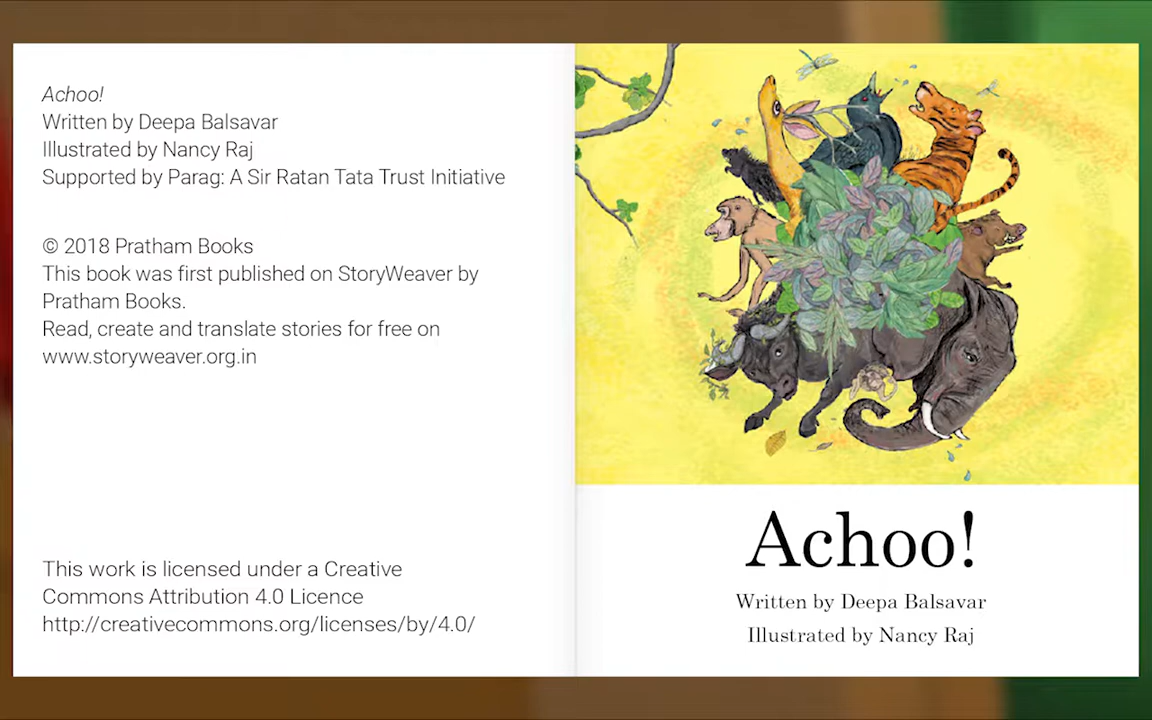 Achoo!
Written by Deepa Balsavar
Illustrated by Nancy Raj
Supported by Parag: A Sir Ratan Tata Trust Initiative
© 2018 Pratham Books
This book was first published on StoryWeaver by
Pratham Books.
Read, create and translate stories for free on
www.storyweaver.org.in
This work is licensed under a Creative
Commons Attribution 4.0 Licence
http://creativecommons.org/licenses/by/4.0/
Achoo!
Written by Deepa Balsavar
Illustrated by Nancy Raj